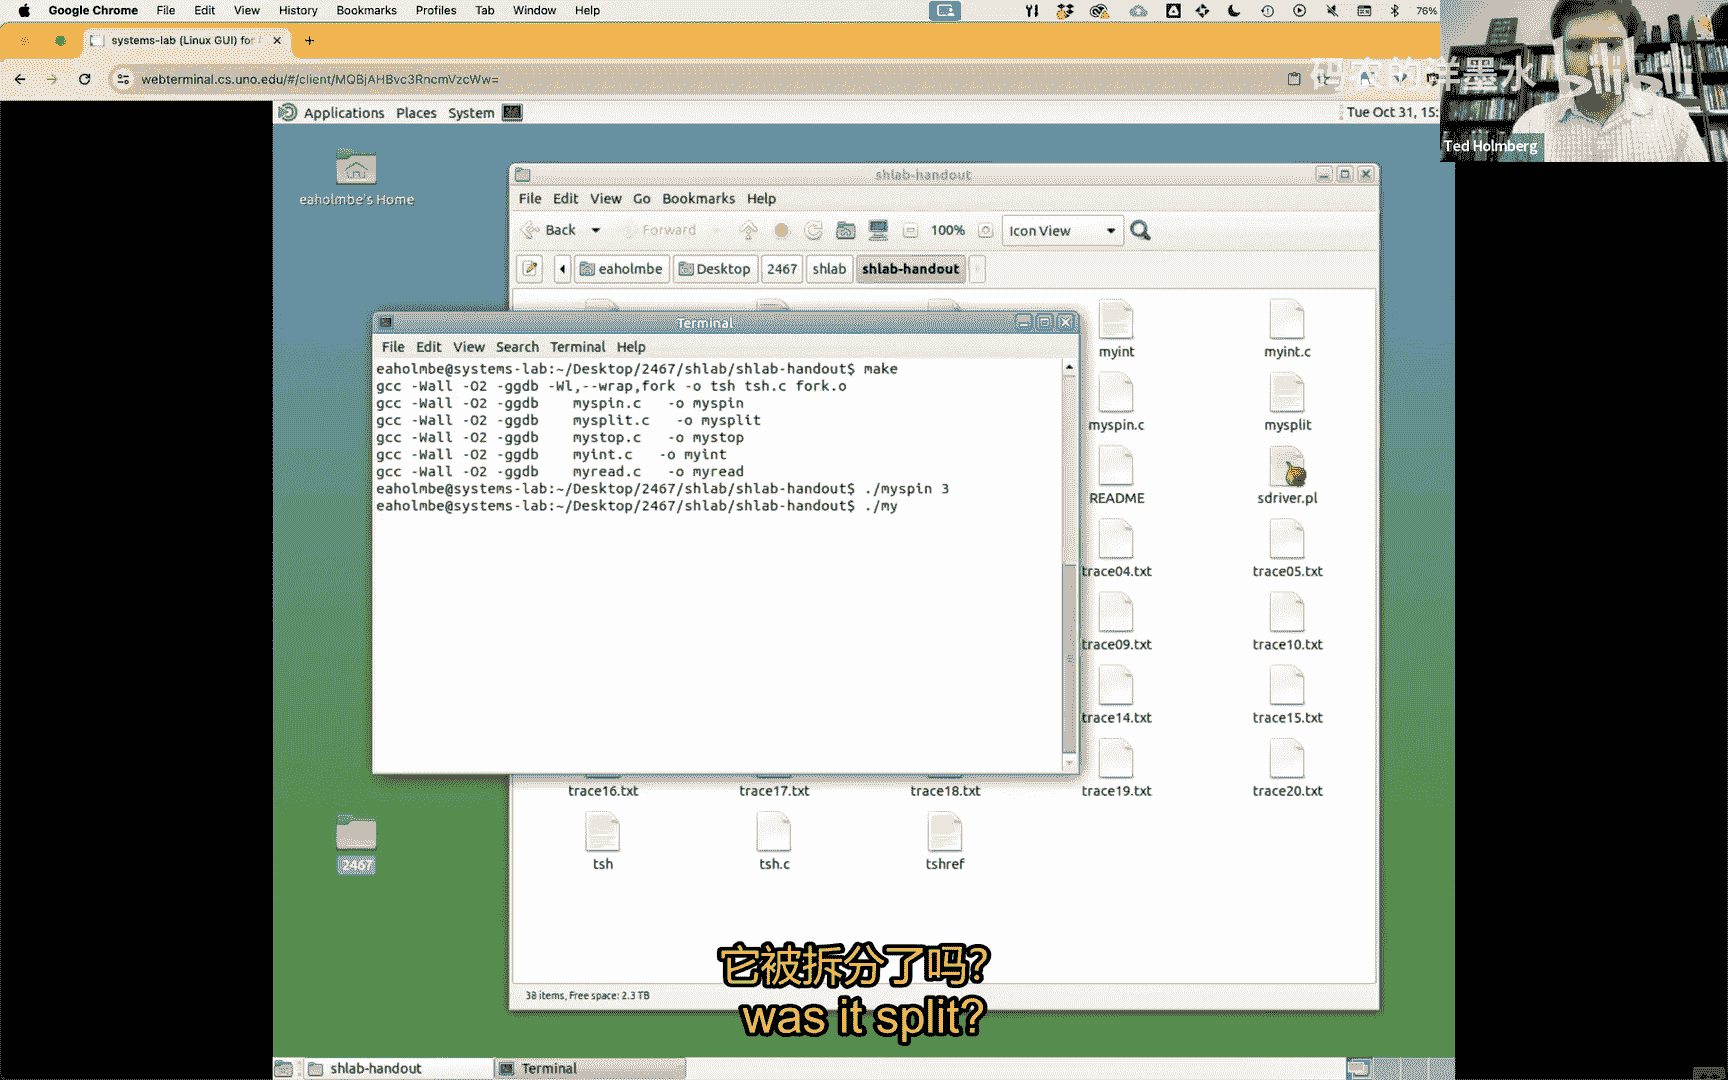 Google Chrome File Edit View History Bookmarks Profiles Tab Window Help 76%
systems-lab (Linux GUI) for
webterminal.cs.uno.edu/#/client/MQBjAHBvc3RncmVzcWw=
码农的洋墨水
bilibili
Ted Holmberg
Applications Places System Tue Oct 31, 15:
eaholmbe's Home
shlab-handout
File Edit View Go Bookmarks Help
Back Forward 100% Icon View
eaholmbe Desktop 2467 shlab shlab-handout
Terminal
File Edit View Search Terminal Help
eaholmbe@systems-lab:~/Desktop/2467/shlab/shlab-handout$ make
gcc -Wall -O2 -ggdb -Wl,--wrap,fork -o tsh tsh.c fork.o
gcc -Wall -O2 -ggdb    myspin.c   -o myspin
gcc -Wall -O2 -ggdb    mysplit.c   -o mysplit
gcc -Wall -O2 -ggdb    mystop.c   -o mystop
gcc -Wall -O2 -ggdb    myint.c   -o myint
gcc -Wall -O2 -ggdb    myread.c   -o myread
eaholmbe@systems-lab:~/Desktop/2467/shlab/shlab-handout$ ./myspin 3
eaholmbe@systems-lab:~/Desktop/2467/shlab/shlab-handout$ ./my
myint myint.c
myspin.c mysplit
README sdriver.pl
trace04.txt trace05.txt
trace09.txt trace10.txt
trace14.txt trace15.txt
trace16.txt trace17.txt trace18.txt trace19.txt trace20.txt
tsh tsh.c tshref
2467
38 items, Free space: 2.3 TB
它被拆分了吗?
was it split?
shlab-handout Terminal